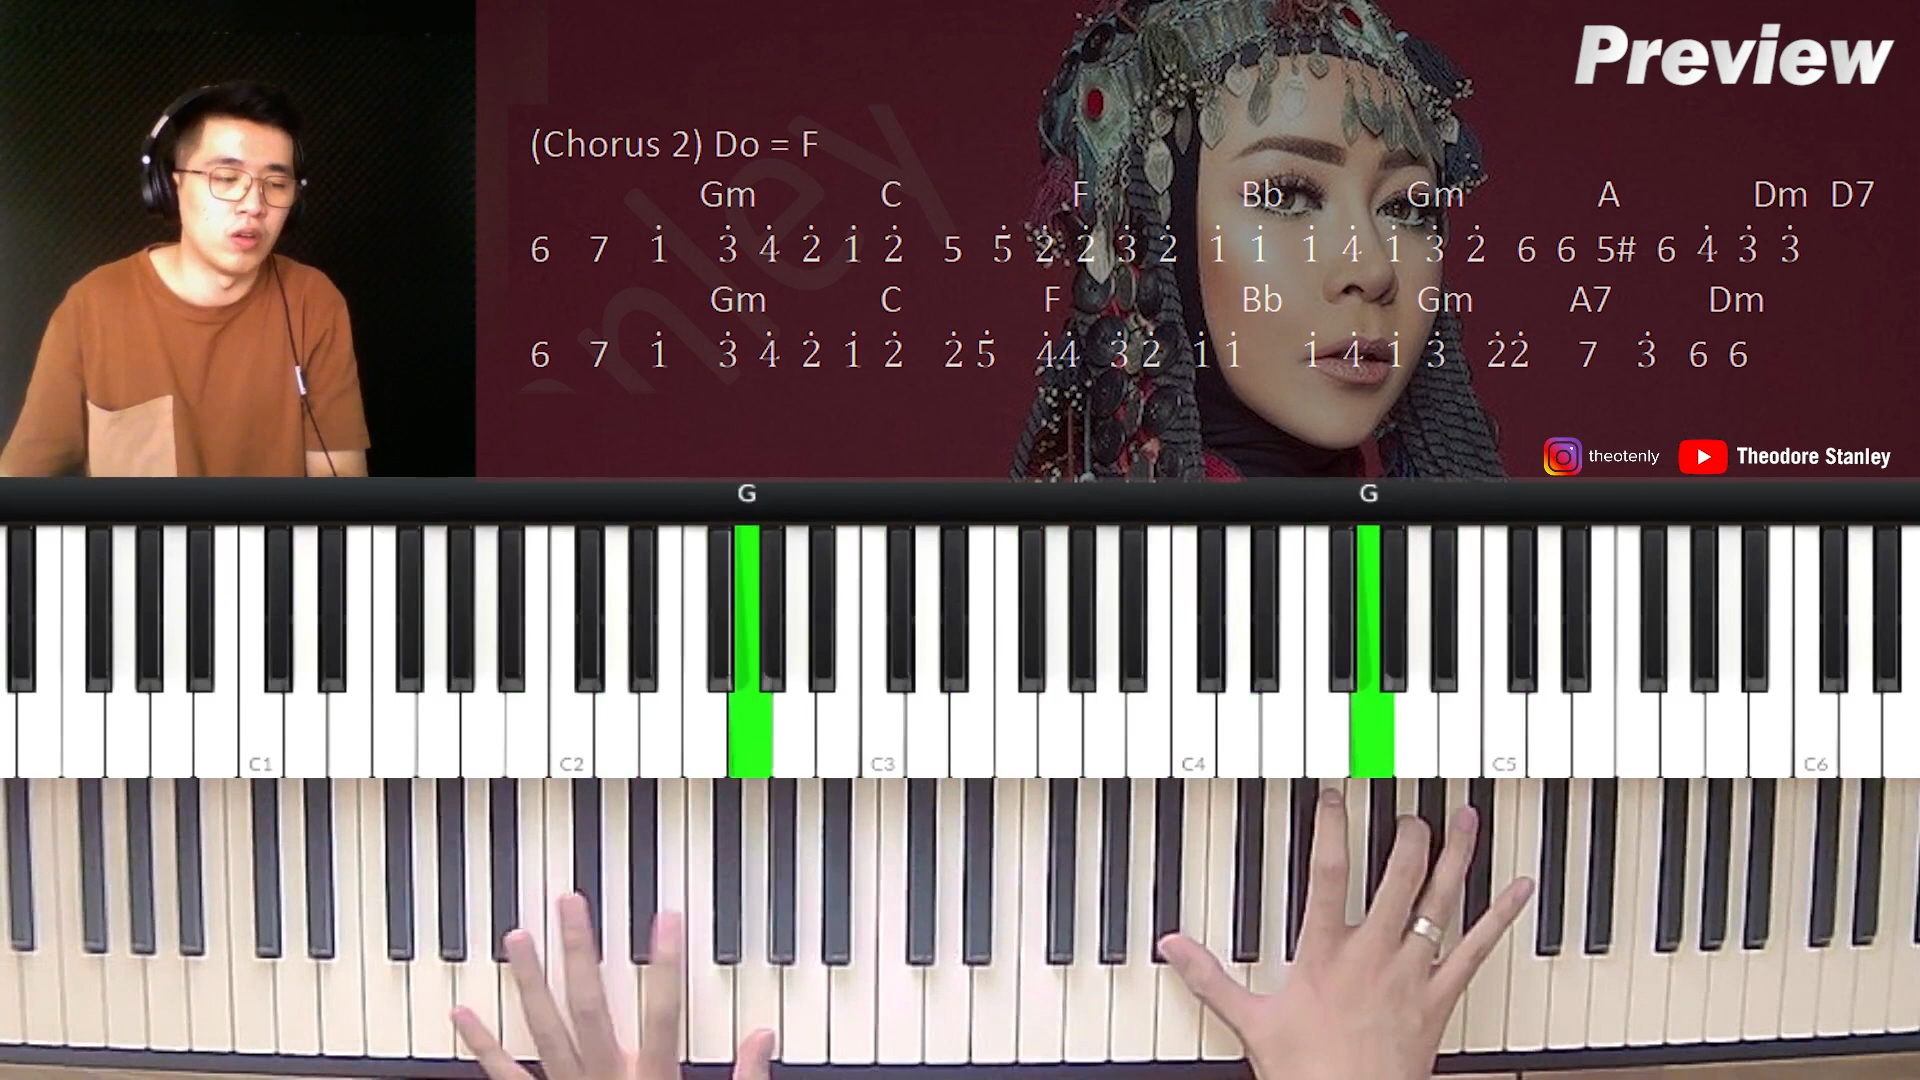 Preview
(Chorus 2) Do = F
Gm C F Bb Gm A Dm D7
6 7 1̇ 3̇ 4̇ 2̇ 1̇ 2̇ 5 5̇ 2̇ 2̇ 3̇ 2̇ 1̇ 1̇ 1̇ 4̇ 1̇ 3̇ 2̇ 6 6 5# 6 4̇ 3̇ 3̇
Gm C F Bb Gm A7 Dm
6 7 1̇ 3̇ 4̇ 2̇ 1̇ 2̇ 2̇5̇ 4̇4̇ 3̇2̇ 1̇1̇ 1̇ 4̇ 1̇ 3̇ 2̇2̇ 7 3̇ 6 6
nley
theotenly Theodore Stanley
G G
C1 C2 C3 C4 C5 C6